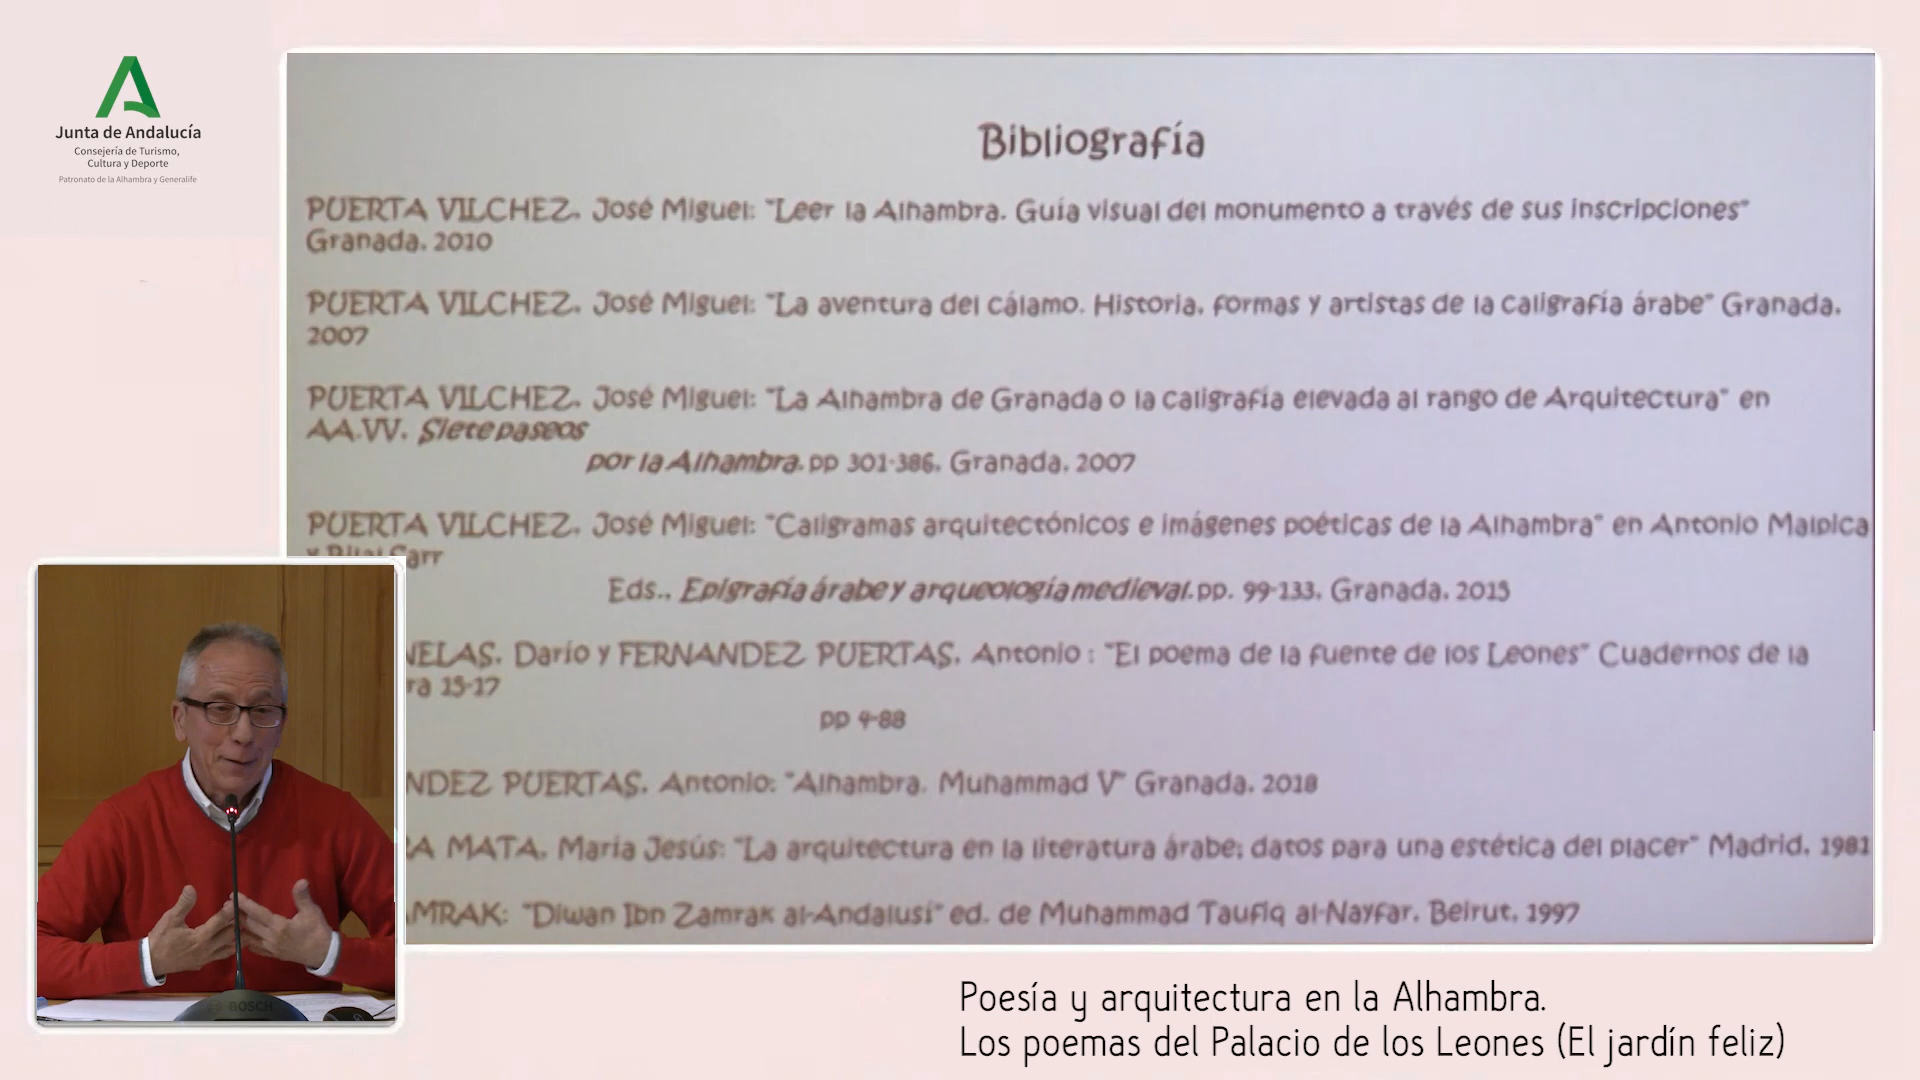 Junta de Andalucía
Consejería de Turismo,
Cultura y Deporte
Patronato de la Alhambra y Generalife
Bibliografía
PUERTA VILCHEZ, José Miguel: "Leer la Alhambra. Guía visual del monumento a través de sus inscripciones"
Granada, 2010
PUERTA VILCHEZ, José Miguel: "La aventura del cálamo. Historia, formas y artistas de la caligrafía árabe" Granada,
2007
PUERTA VILCHEZ, José Miguel: "La Alhambra de Granada o la caligrafía elevada al rango de Arquitectura" en
AA.VV. Siete paseos
por la Alhambra, pp 301-386, Granada, 2007
PUERTA VILCHEZ, José Miguel: "Caligramas arquitectónicos e imágenes poéticas de la Alhambra" en Antonio Malpica
y Bilal Sarr
Eds., Epigrafía árabe y arqueología medieval, pp. 99-133, Granada, 2015
NELAS, Darío y FERNANDEZ PUERTAS, Antonio : "El poema de la fuente de los Leones" Cuadernos de la
ra 15-17
pp 4-88
NDEZ PUERTAS, Antonio: "Alhambra. Muhammad V" Granada, 2018
RA MATA, María Jesús: "La arquitectura en la literatura árabe; datos para una estética del placer" Madrid, 1981
AMRAK: "Diwan Ibn Zamrak al-Andalusí" ed. de Muhammad Taufiq al-Nayfar, Beirut, 1997
BOSCH
Poesía y arquitectura en la Alhambra.
Los poemas del Palacio de los Leones (El jardín feliz)